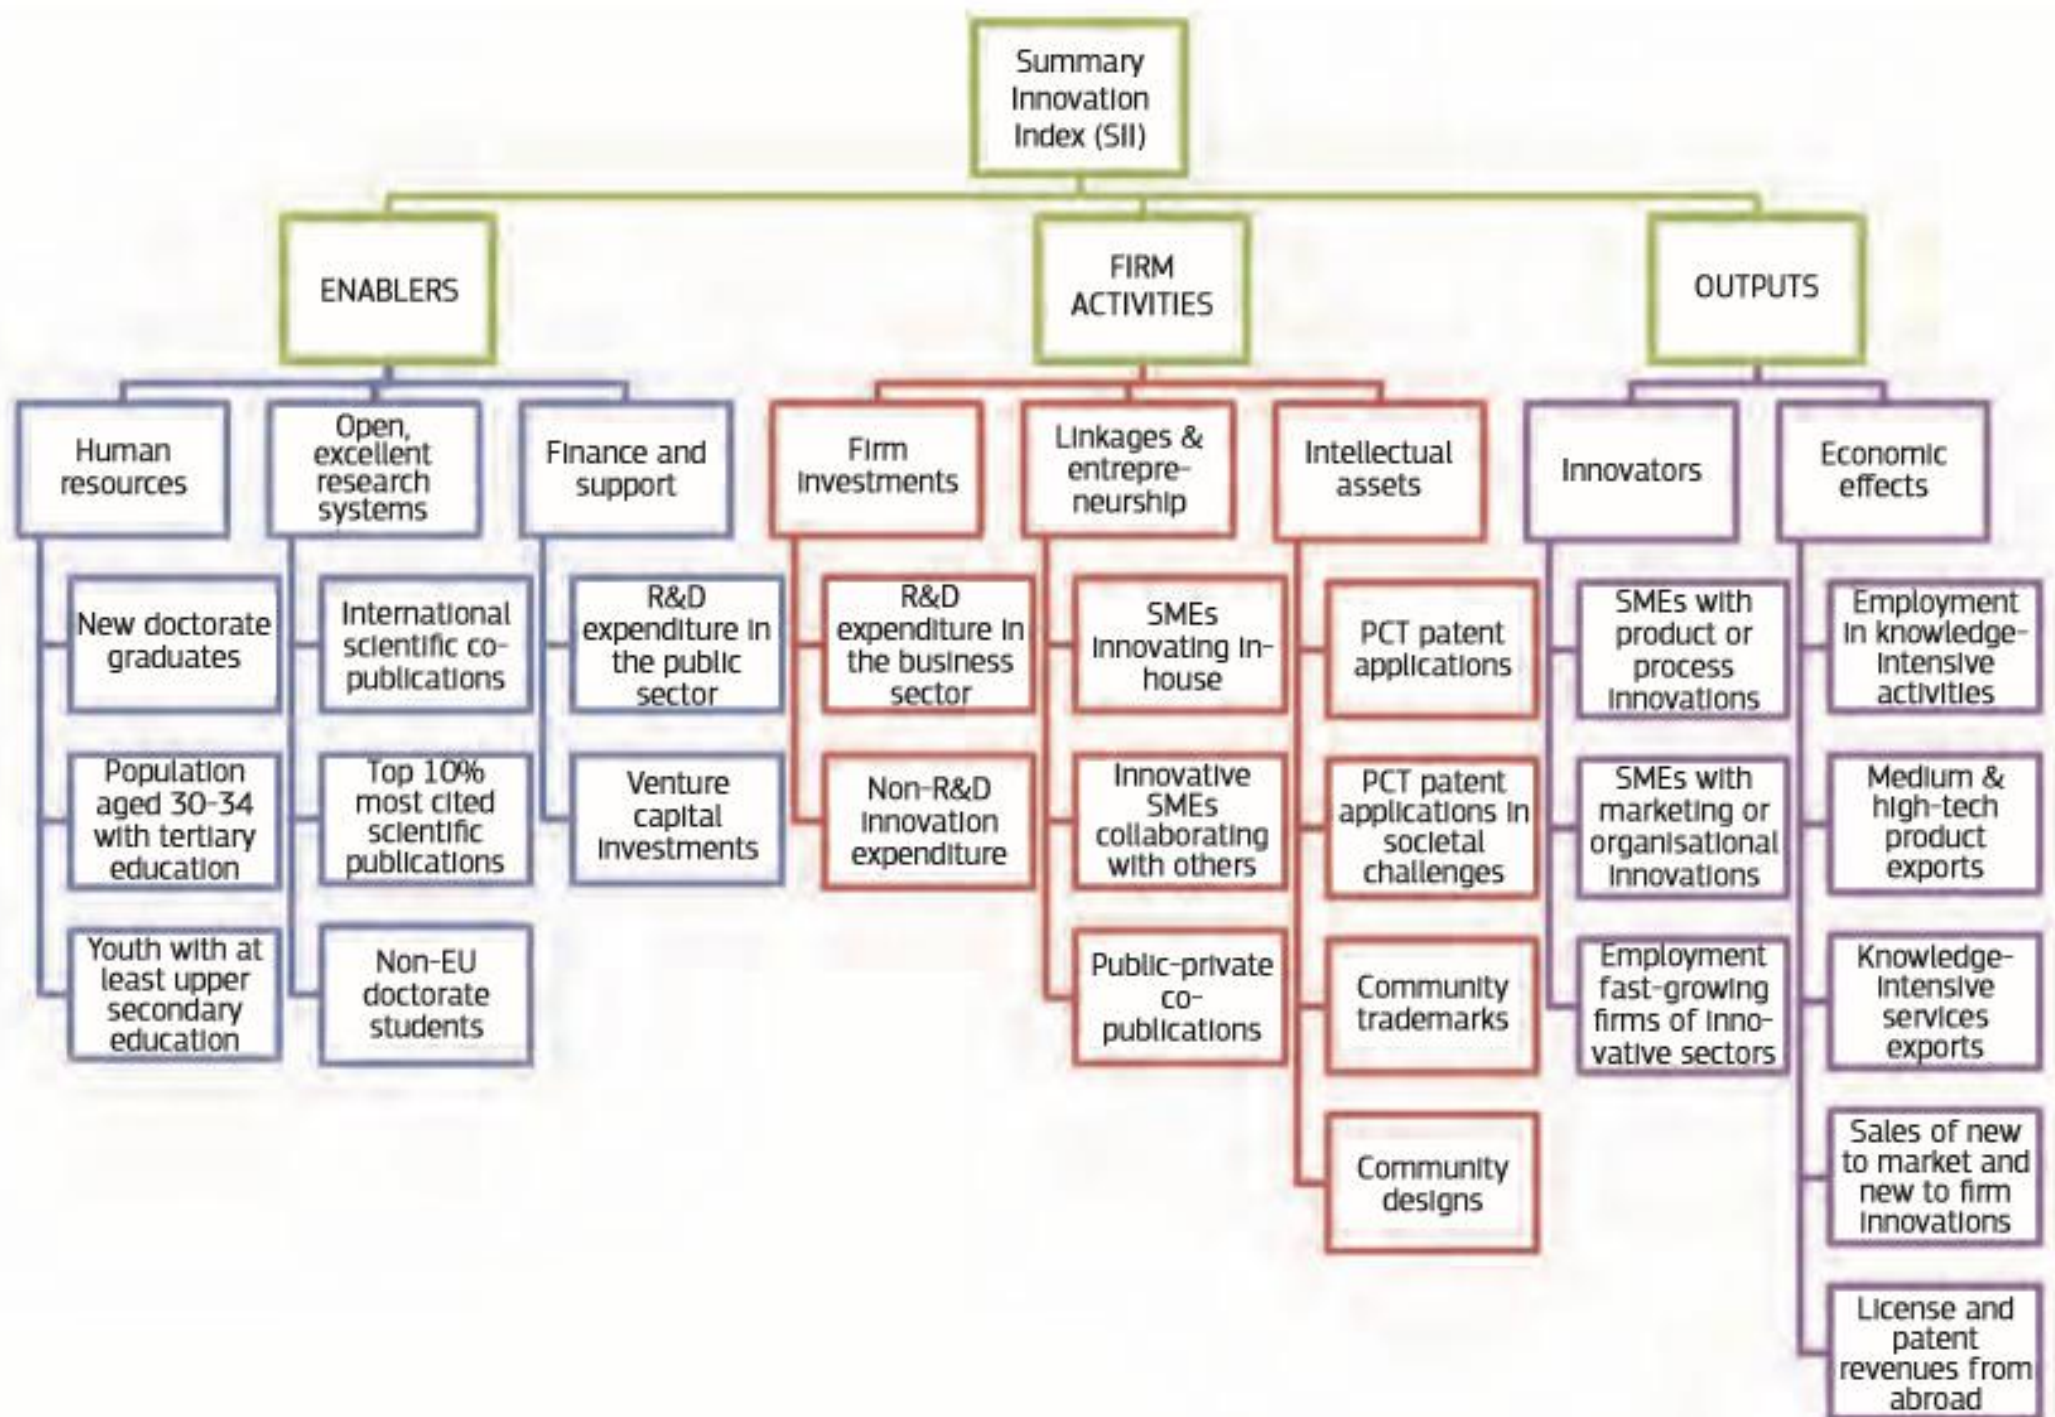 Summary
Innovation
Index (SII)
ENABLERS
FIRM
ACTIVITIES
OUTPUTS
Human
resources
Open,
excellent
research
systems
Finance and
support
Firm
investments
Linkages &
entrepre-
neurship
Intellectual
assets
Innovators
Economic
effects
New doctorate
graduates
Population
aged 30-34
with tertiary
education
Youth with at
least upper
secondary
education
International
scientific co-
publications
Top 10%
most cited
scientific
publications
Non-EU
doctorate
students
R&D
expenditure in
the public
sector
Venture
capital
investments
R&D
expenditure in
the business
sector
Non-R&D
innovation
expenditure
SMEs
innovating in-
house
Innovative
SMEs
collaborating
with others
Public-private
co-
publications
PCT patent
applications
PCT patent
applications in
societal
challenges
Community
trademarks
Community
designs
SMEs with
product or
process
innovations
SMEs with
marketing or
organisational
innovations
Employment
fast-growing
firms of inno-
vative sectors
Employment
in knowledge-
intensive
activities
Medium &
high-tech
product
exports
Knowledge-
intensive
services
exports
Sales of new
to market and
new to firm
innovations
License and
patent
revenues from
abroad